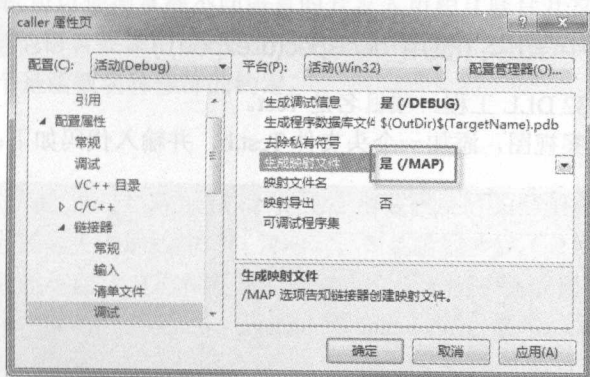 caller 属性页
配置(C): 活动(Debug) 平台(P): 活动(Win32) 配置管理器(O)...
引用
配置属性
常规
调试
VC++ 目录
C/C++
链接器
常规
输入
清单文件
调试
生成调试信息 是 (/DEBUG)
生成程序数据库文件 $(OutDir)$(TargetName).pdb
去除私有符号
生成映射文件 是 (/MAP)
映射文件名
映射导出 否
可调试程序集
生成映射文件
/MAP 选项告知链接器创建映射文件。
确定 取消 应用(A)